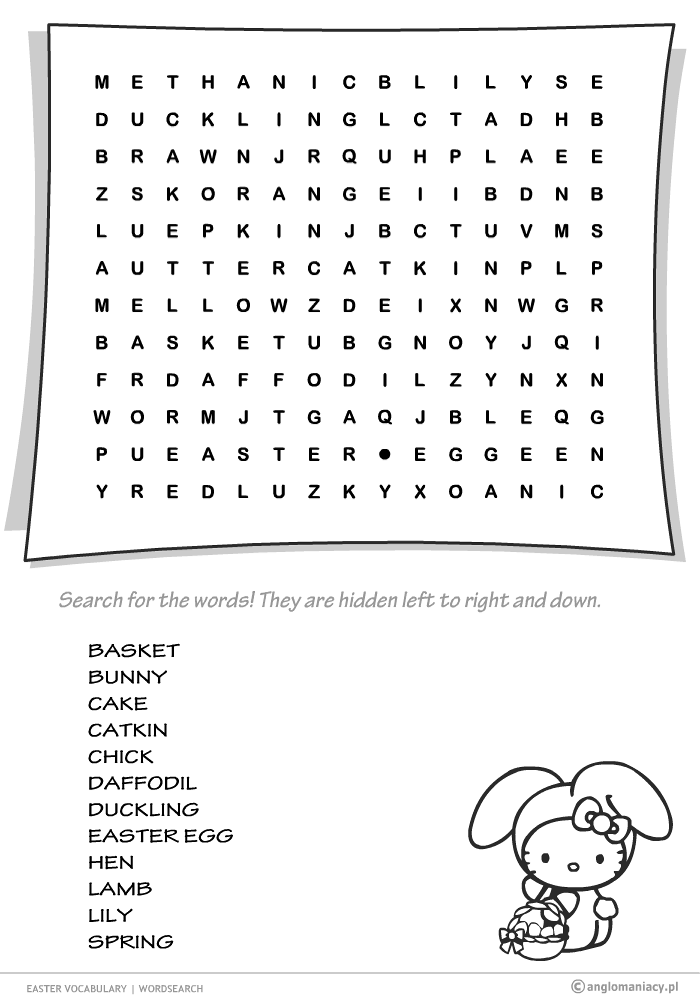 M E T H A N I C B L I L Y S E
D U C K L I N G L C T A D H B
B R A W N J R Q U H P L A E E
Z S K O R A N G E I I B D N B
L U E P K I N J B C T U V M S
A U T T E R C A T K I N P L P
M E L L O W Z D E I X N W G R
B A S K E T U B G N O Y J Q I
F R D A F F O D I L Z Y N X N
W O R M J T G A Q J B L E Q G
P U E A S T E R ● E G G E E N
Y R E D L U Z K Y X O A N I C
Search for the words! They are hidden left to right and down.
BASKET
BUNNY
CAKE
CATKIN
CHICK
DAFFODIL
DUCKLING
EASTER EGG
HEN
LAMB
LILY
SPRING
EASTER VOCABULARY | WORDSEARCH
©anglomaniacy.pl